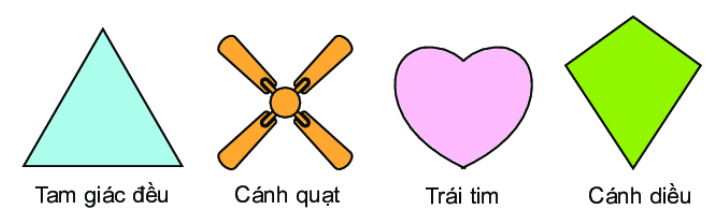 Tam giác đều
Cánh quạt
Trái tim
Cánh diều